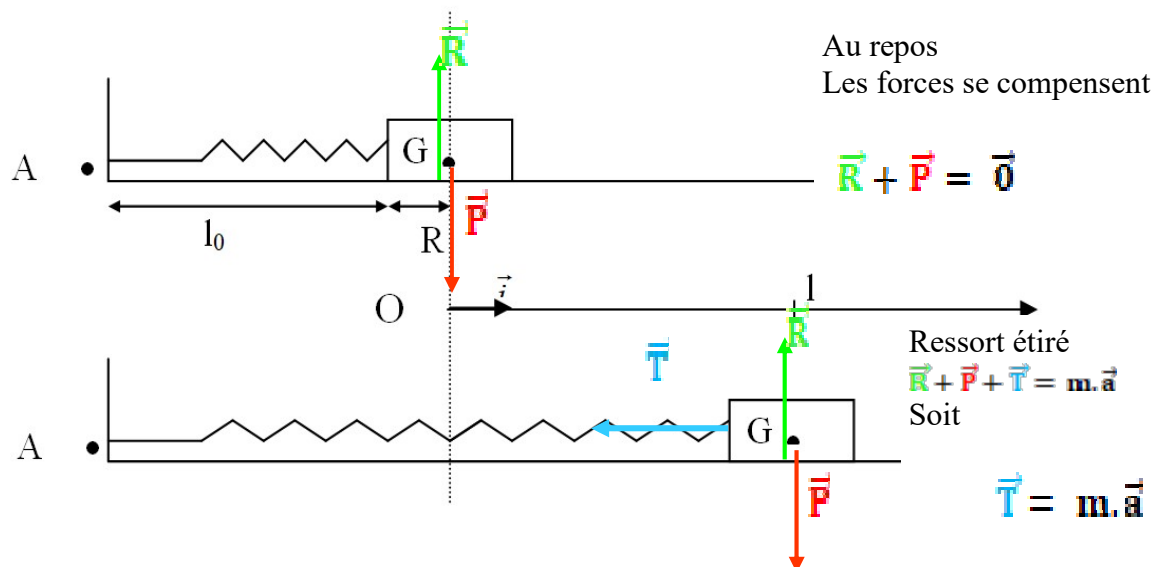 R⃗
Au repos
Les forces se compensent
A
G
R⃗ + P⃗ = 0⃗
l₀
R
P⃗
O
i⃗
l
R⃗
T⃗
Ressort étiré
R⃗ + P⃗ + T⃗ = m.a⃗
Soit
A
G
P⃗
T⃗ = m.a⃗